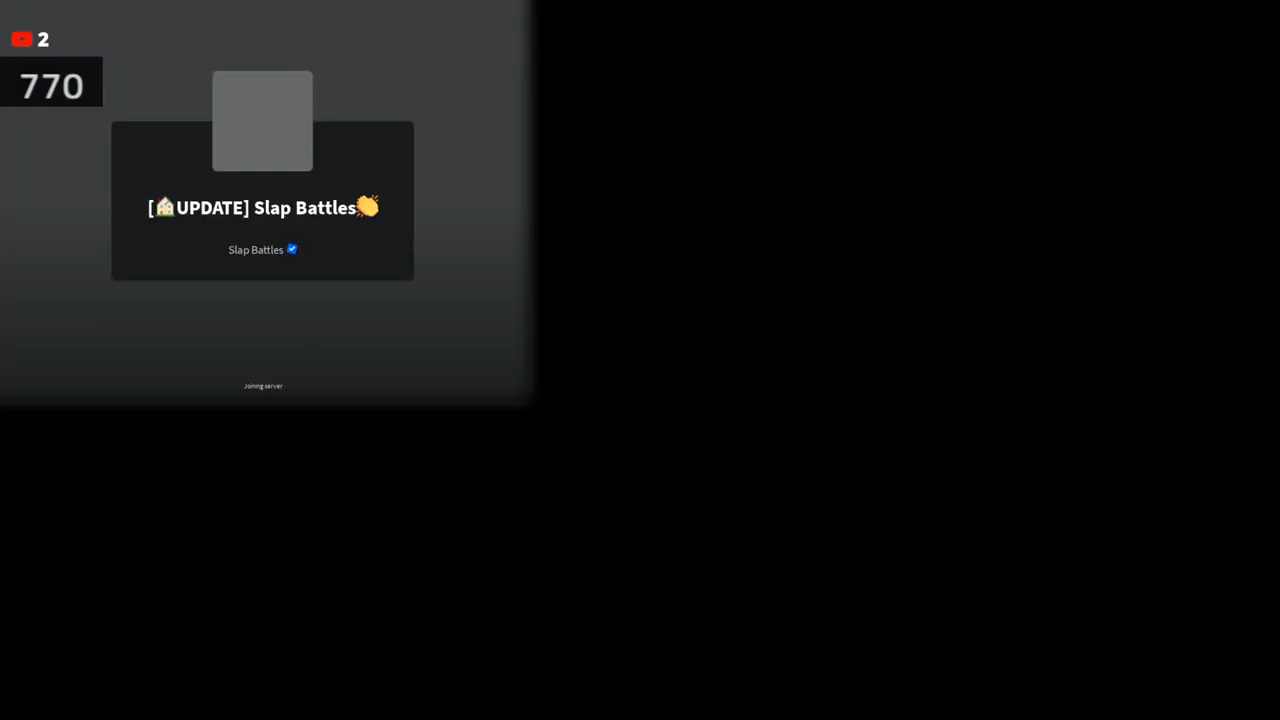 2
770
[🏠UPDATE] Slap Battles👏
Slap Battles
Joining server